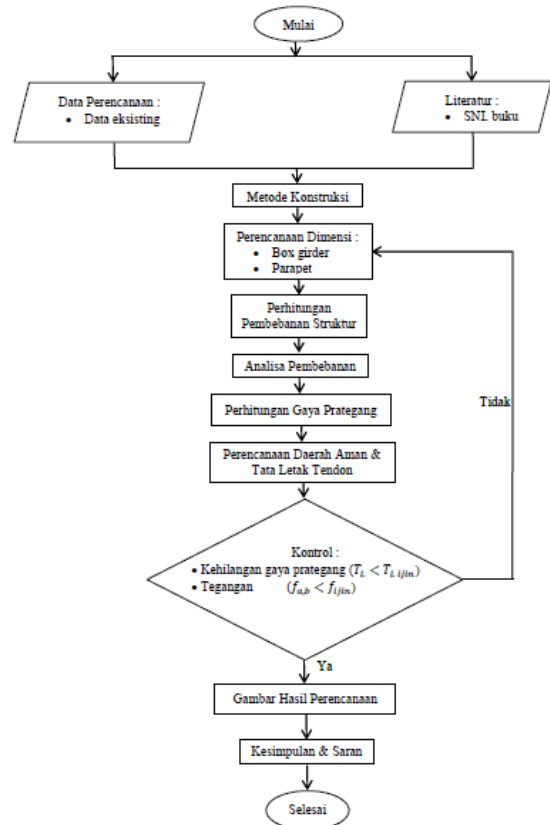 Mulai
Data Perencanaan :
• Data eksisting
Literatur :
• SNI. buku
Metode Konstruksi
Perencanaan Dimensi :
• Box girder
• Parapet
Perhitungan
Pembebanan Struktur
Analisa Pembebanan
Tidak
Perhitungan Gaya Prategang
Perencanaan Daerah Aman &
Tata Letak Tendon
Kontrol :
• Kehilangan gaya prategang (T_L < T_L ijin)
• Tegangan (f_a,b < f_ijin)
Ya
Gambar Hasil Perencanaan
Kesimpulan & Saran
Selesai